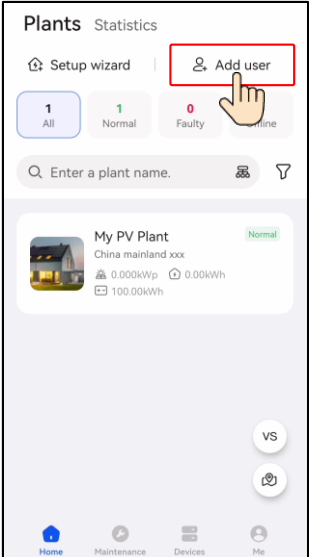 Plants Statistics
Setup wizard Add user
1 1 0
All Normal Faulty
Enter a plant name.
My PV Plant Normal
China mainland xxx
0.000kWp 0.00kWh
100.00kWh
VS
Home Maintenance Devices Me